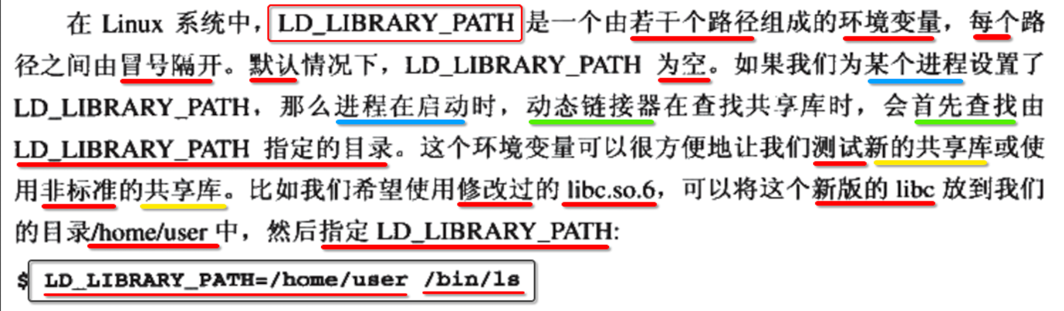 在 Linux 系统中，LD_LIBRARY_PATH 是一个由若干个路径组成的环境变量，每个路
径之间由冒号隔开。默认情况下，LD_LIBRARY_PATH 为空。如果我们为某个进程设置了
LD_LIBRARY_PATH，那么进程在启动时，动态链接器在查找共享库时，会首先查找由
LD_LIBRARY_PATH 指定的目录。这个环境变量可以很方便地让我们测试新的共享库或使
用非标准的共享库。比如我们希望使用修改过的 libc.so.6，可以将这个新版的 libc 放到我们
的目录/home/user 中，然后指定 LD_LIBRARY_PATH:
$ LD_LIBRARY_PATH=/home/user /bin/ls